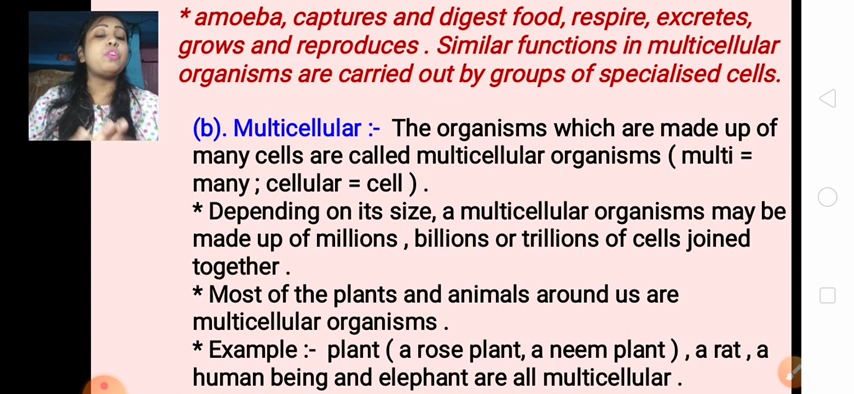 * amoeba, captures and digest food, respire, excretes,
grows and reproduces . Similar functions in multicellular
organisms are carried out by groups of specialised cells.
(b). Multicellular :- The organisms which are made up of
many cells are called multicellular organisms ( multi =
many ; cellular = cell ) .
* Depending on its size, a multicellular organisms may be
made up of millions , billions or trillions of cells joined
together .
* Most of the plants and animals around us are
multicellular organisms .
* Example :- plant ( a rose plant, a neem plant ) , a rat , a
human being and elephant are all multicellular .